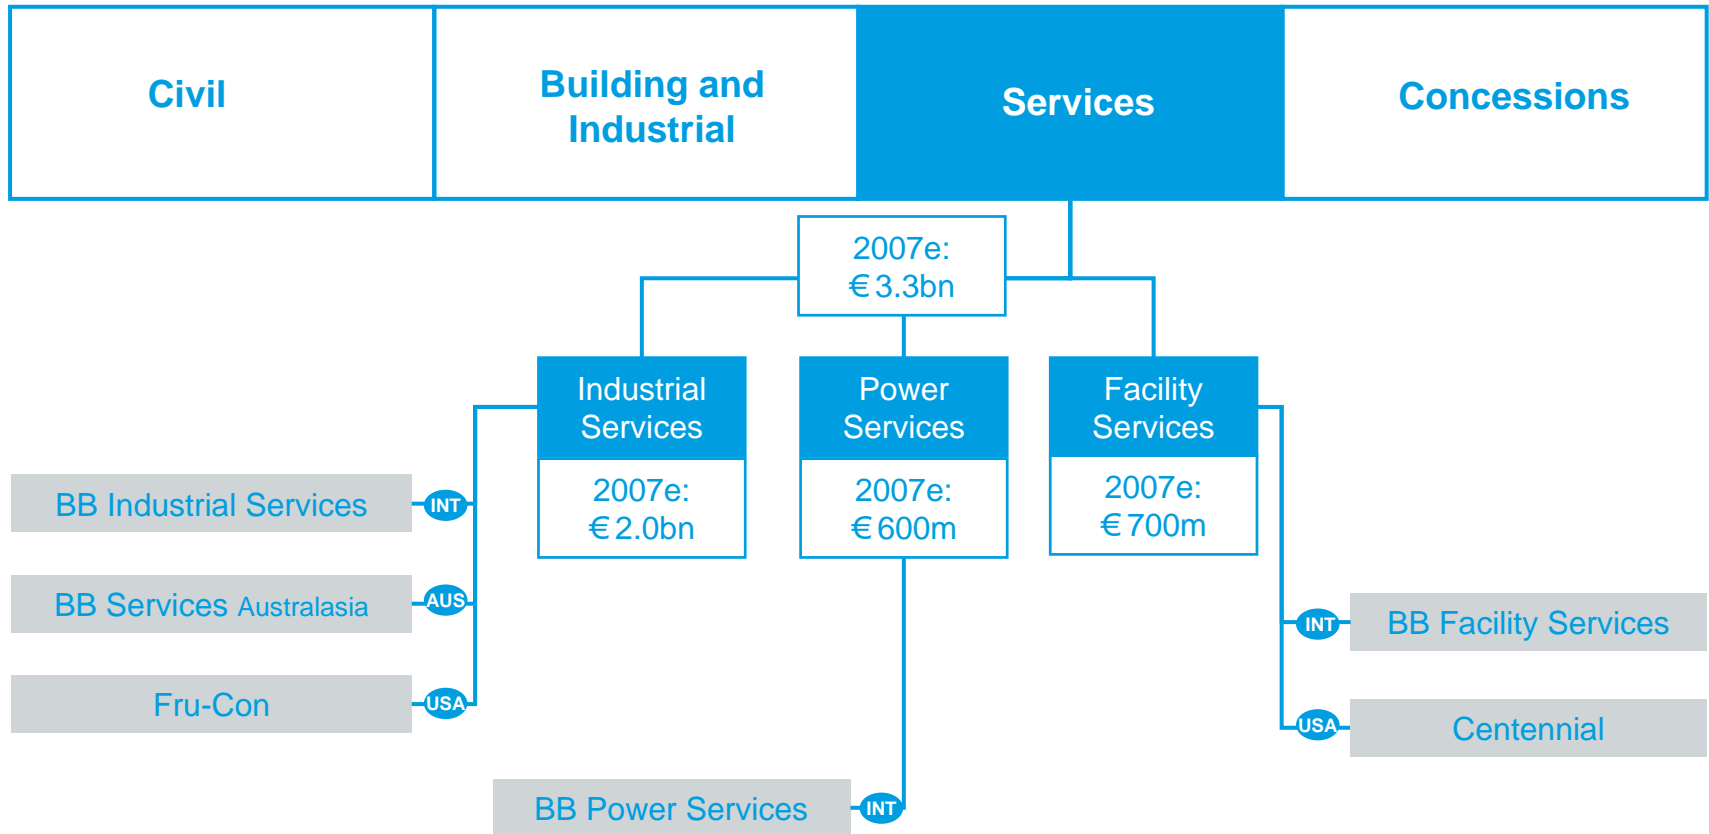 Civil
Building and
Industrial
Services
Concessions
2007e:
€ 3.3bn
Industrial
Services
2007e:
€ 2.0bn
Power
Services
2007e:
€ 600m
Facility
Services
2007e:
€ 700m
BB Industrial Services
INT
BB Services Australasia
AUS
Fru-Con
USA
INT
BB Facility Services
USA
Centennial
BB Power Services
INT